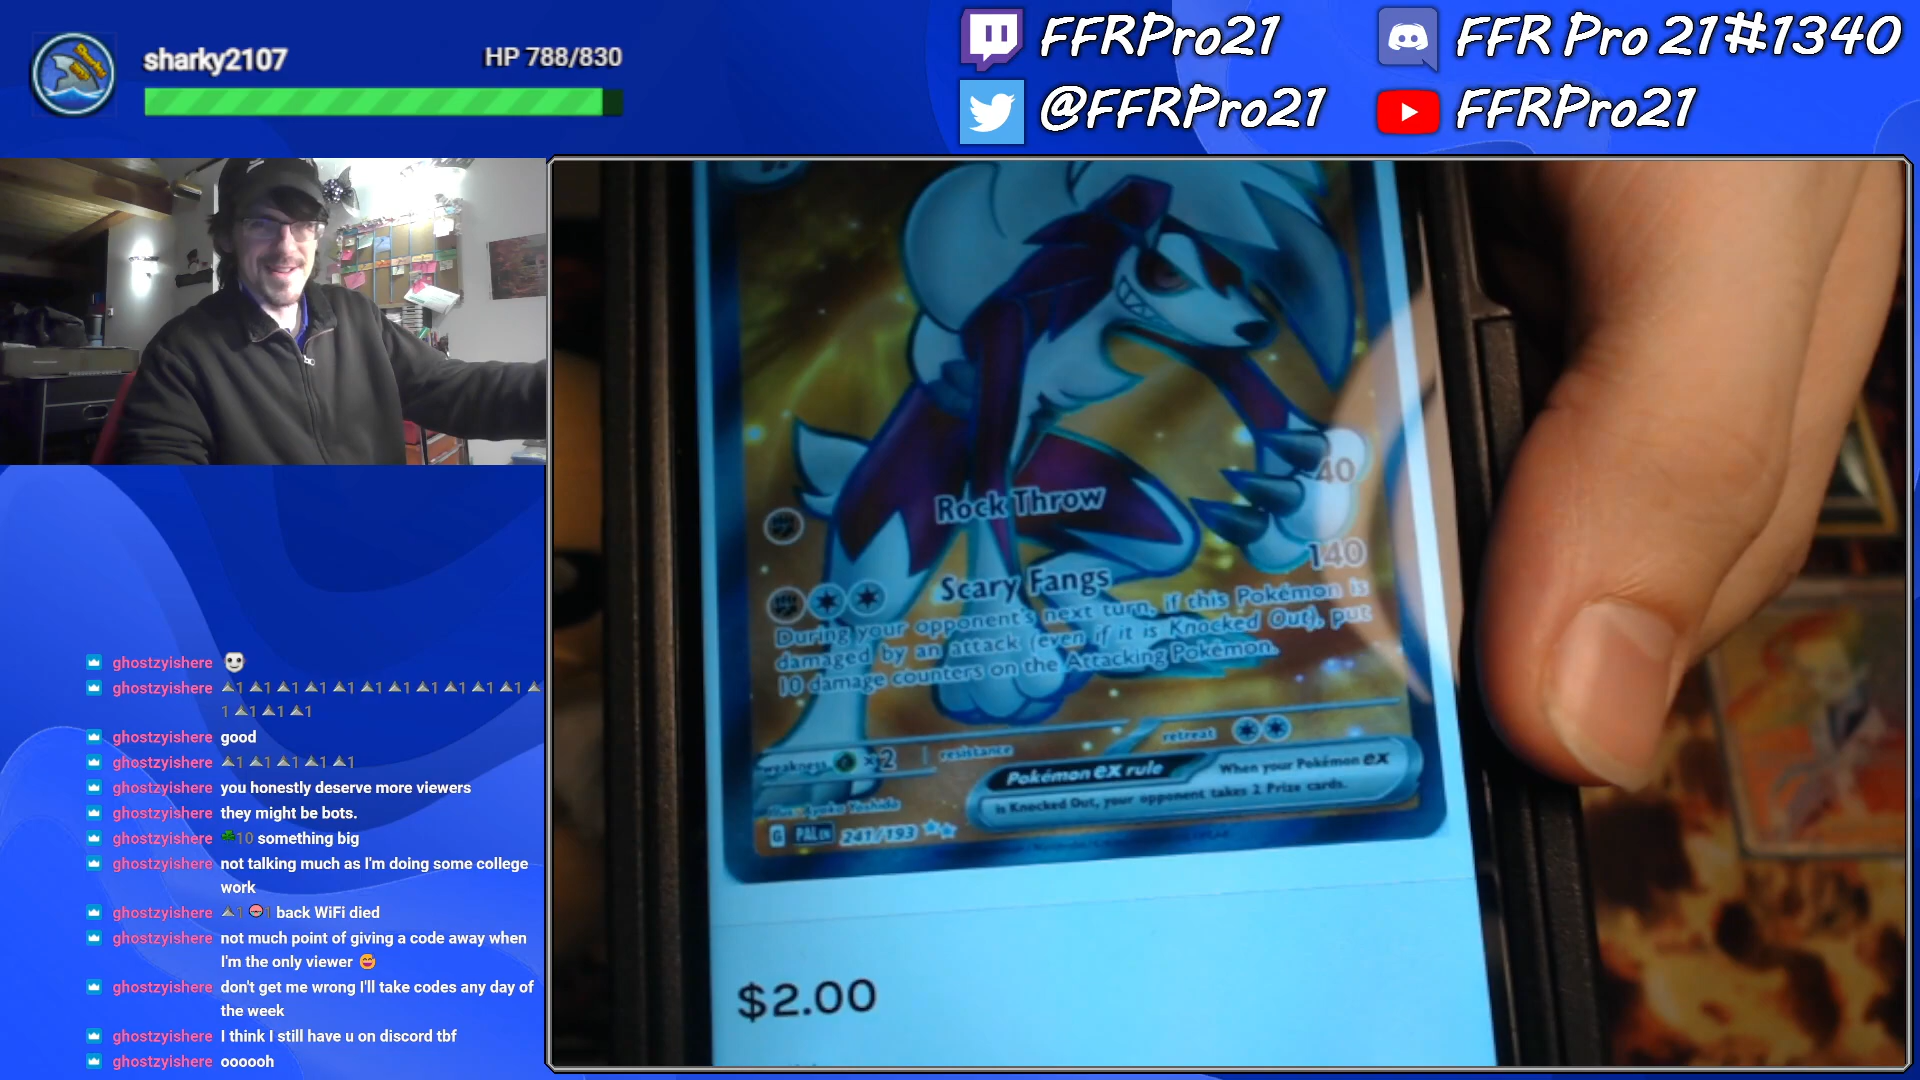 sharky2107
HP 788/830
FFRPro21
FFR Pro 21#1340
@FFRPro21
FFRPro21
ghostzyishere
ghostzyishere 1 1 1 1 1 1 1 1 1 1 1
1 1 1 1
ghostzyishere good
ghostzyishere 1 1 1 1 1
ghostzyishere you honestly deserve more viewers
ghostzyishere they might be bots.
ghostzyishere 10 something big
ghostzyishere not talking much as I'm doing some college
work
ghostzyishere 1 1 back WiFi died
ghostzyishere not much point of giving a code away when
I'm the only viewer
ghostzyishere don't get me wrong I'll take codes any day of
the week
ghostzyishere I think I still have u on discord tbf
ghostzyishere oooooh
Rock Throw 40
Scary Fangs 140
During your opponent's next turn, if this Pokémon is
damaged by an attack (even if it is Knocked Out), put
10 damage counters on the Attacking Pokémon.
weakness ×2 resistance retreat
Pokémon ex rule When your Pokémon ex
is Knocked Out, your opponent takes 2 Prize cards.
Illus. Ryota Yoshida
G PAL EN 241/193
$2.00